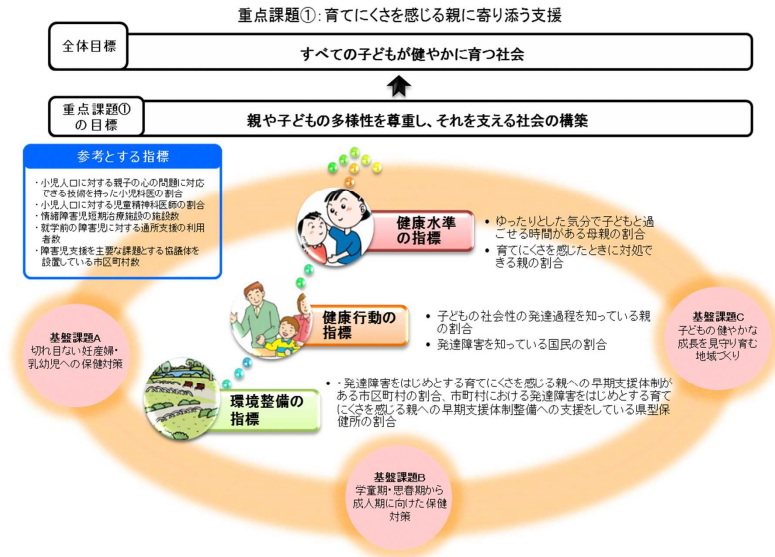 重点課題①:育てにくさを感じる親に寄り添う支援
全体目標
すべての子どもが健やかに育つ社会
重点課題①
の目標
親や子どもの多様性を尊重し、それを支える社会の構築
参考とする指標
・小児人口に対する親子の心の問題に対応
できる技術を持った小児科医の割合
・小児人口に対する児童精神科医師の割合
・情緒障害児短期治療施設の施設数
・就学前の障害児に対する通所支援の利用
者数
・障害児支援を主要な課題とする協議体を
設置している市区町村数
健康水準
の指標
• ゆったりとした気分で子どもと過
ごせる時間がある母親の割合
• 育てにくさを感じたときに対処で
きる親の割合
健康行動の
指標
• 子どもの社会性の発達過程を知っている親
の割合
• 発達障害を知っている国民の割合
環境整備の
指標
• ・発達障害をはじめとする育てにくさを感じる親への早期支援体制が
ある市区町村の割合、市町村における発達障害をはじめとする育て
にくさを感じる親への早期支援体制整備への支援をしている県型保
健所の割合
基盤課題A
切れ目ない妊産婦・
乳幼児への保健対策
基盤課題C
子どもの健やかな
成長を見守り育む
地域づくり
基盤課題B
学童期・思春期から
成人期に向けた保健
対策